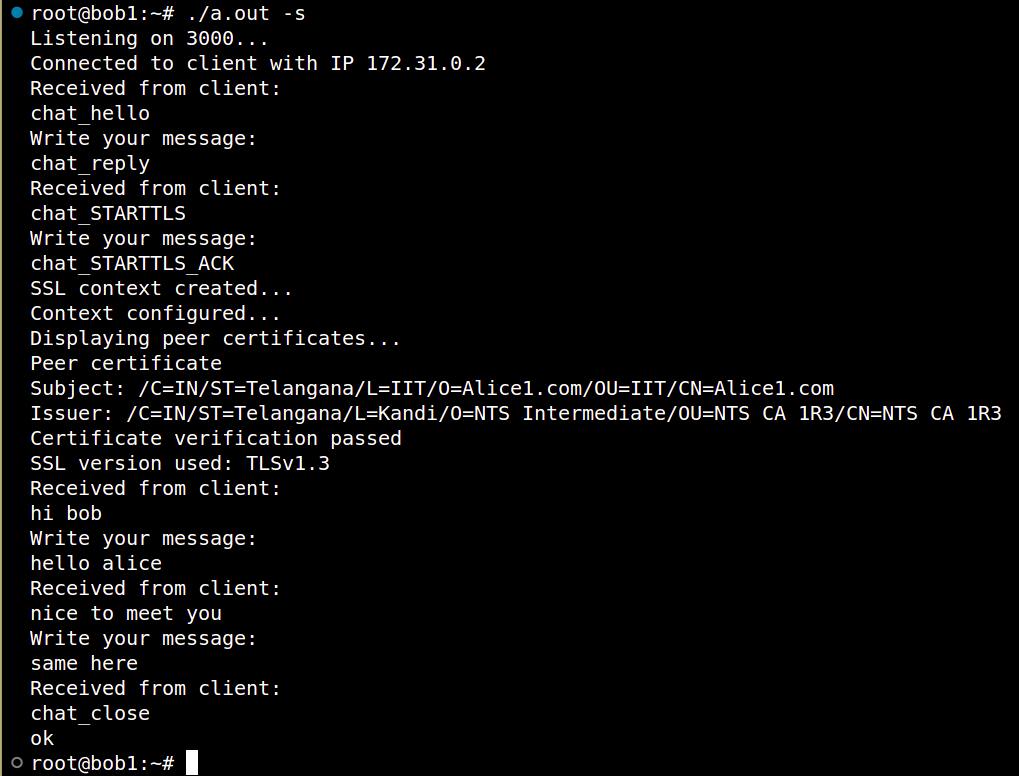 root@bob1:~# ./a.out -s
Listening on 3000...
Connected to client with IP 172.31.0.2
Received from client:
chat_hello
Write your message:
chat_reply
Received from client:
chat_STARTTLS
Write your message:
chat_STARTTLS_ACK
SSL context created...
Context configured...
Displaying peer certificates...
Peer certificate
Subject: /C=IN/ST=Telangana/L=IIT/O=Alice1.com/OU=IIT/CN=Alice1.com
Issuer: /C=IN/ST=Telangana/L=Kandi/O=NTS Intermediate/OU=NTS CA 1R3/CN=NTS CA 1R3
Certificate verification passed
SSL version used: TLSv1.3
Received from client:
hi bob
Write your message:
hello alice
Received from client:
nice to meet you
Write your message:
same here
Received from client:
chat_close
ok
root@bob1:~#